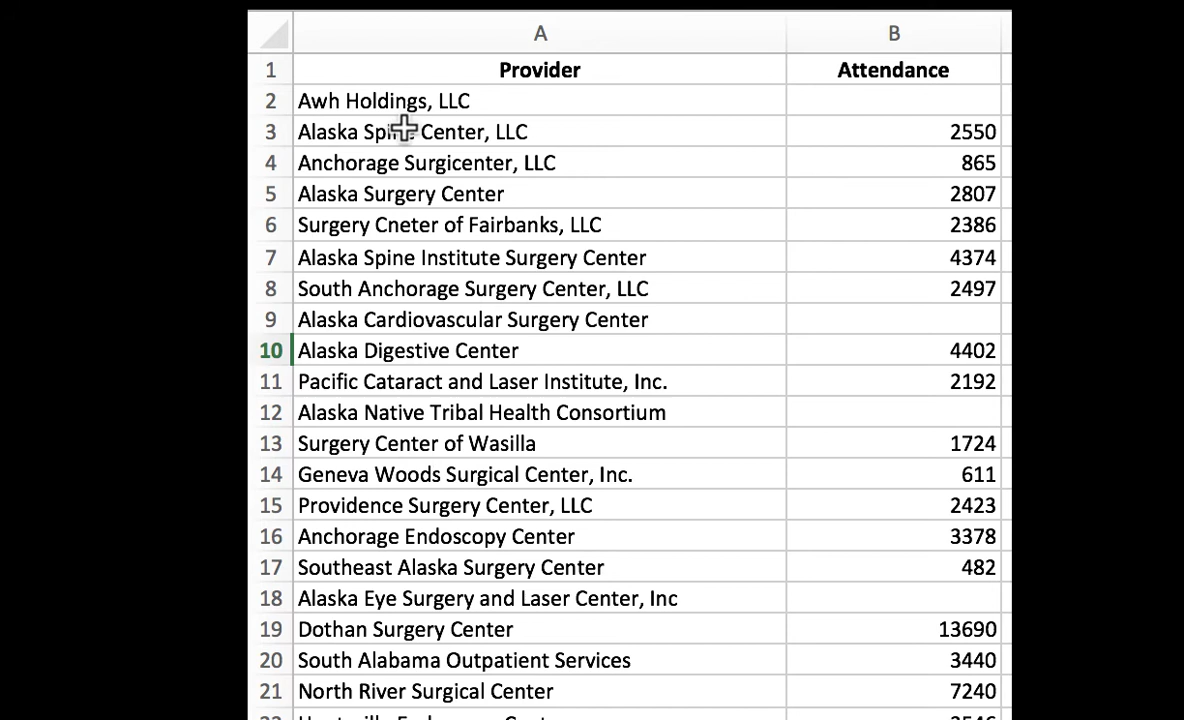 A B
1 Provider Attendance
2 Awh Holdings, LLC
3 Alaska Center, LLC 2550
4 Anchorage Surgicenter, LLC 865
5 Alaska Surgery Center 2807
6 Surgery Cneter of Fairbanks, LLC 2386
7 Alaska Spine Institute Surgery Center 4374
8 South Anchorage Surgery Center, LLC 2497
9 Alaska Cardiovascular Surgery Center
10 Alaska Digestive Center 4402
11 Pacific Cataract and Laser Institute, Inc. 2192
12 Alaska Native Tribal Health Consortium
13 Surgery Center of Wasilla 1724
14 Geneva Woods Surgical Center, Inc. 611
15 Providence Surgery Center, LLC 2423
16 Anchorage Endoscopy Center 3378
17 Southeast Alaska Surgery Center 482
18 Alaska Eye Surgery and Laser Center, Inc
19 Dothan Surgery Center 13690
20 South Alabama Outpatient Services 3440
21 North River Surgical Center 7240